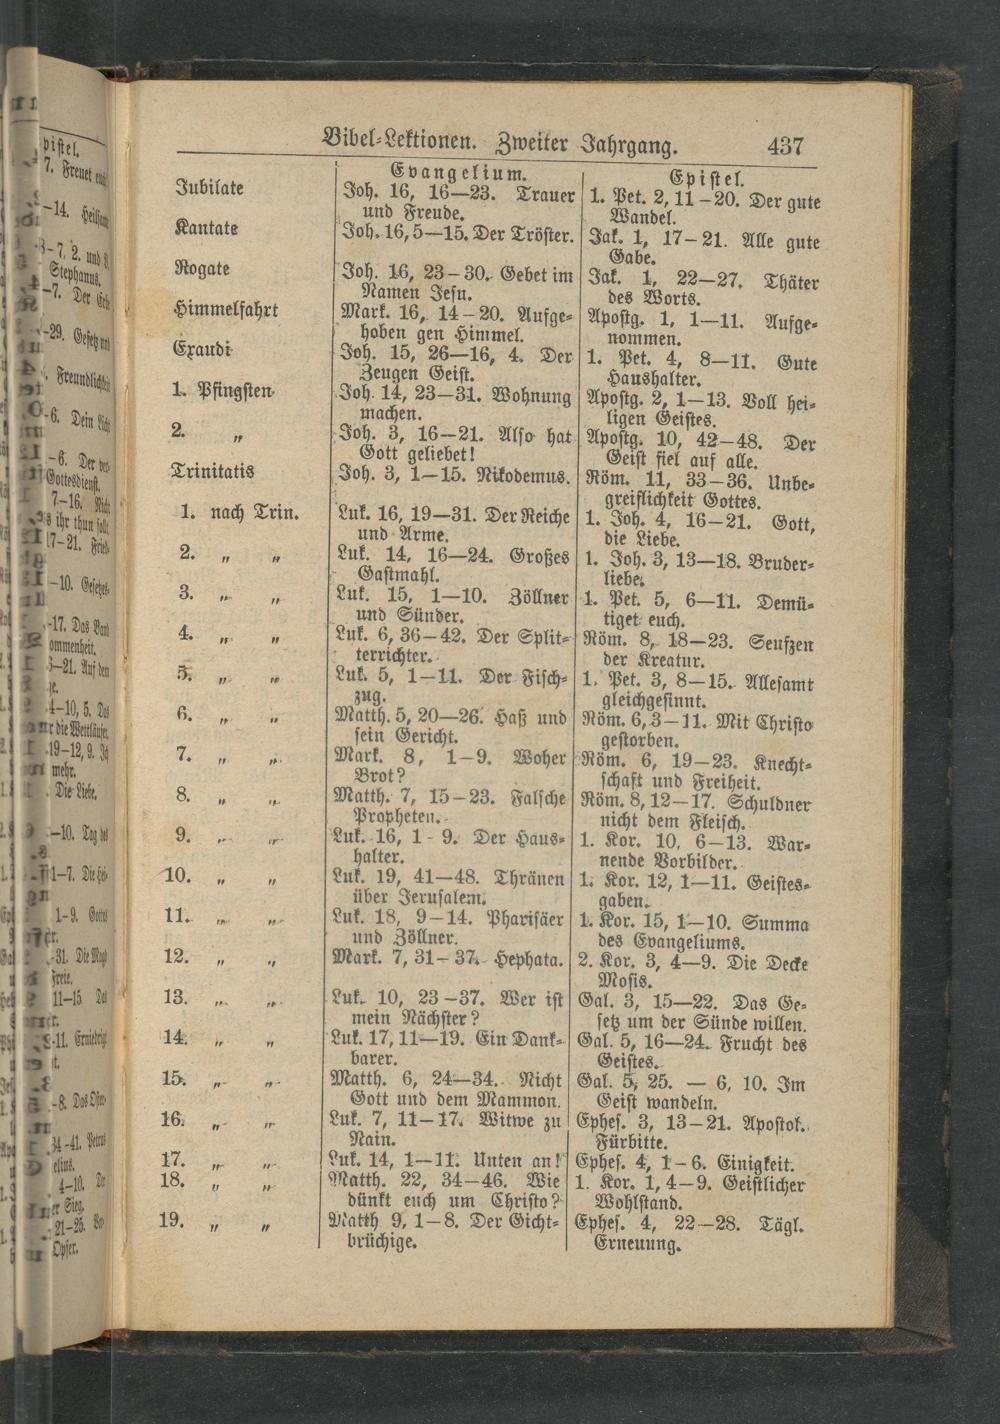 Bibel-Lektionen. Zweiter Jahrgang. 437
Evangelium. Epistel.
Jubilate Joh. 16, 16—23. Trauer 1. Pet. 2, 11-20. Der gute
und Freude. Wandel.
Kantate Joh. 16, 5—15. Der Tröster. Jak. 1, 17-21. Alle gute
Gabe.
Rogate Joh. 16, 23-30. Gebet im Jak. 1, 22—27. Thäter
Namen Jesu. des Worts.
Himmelfahrt Mark. 16, 14-20. Aufge- Apostg. 1, 1—11. Aufge-
hoben gen Himmel. nommen.
Exaudi Joh. 15, 26—16, 4. Der 1. Pet. 4, 8—11. Gute
Zeugen Geist. Haushalter.
1. Pfingsten Joh. 14, 23—31. Wohnung Apostg. 2, 1—13. Voll hei-
machen. ligen Geistes.
2. „ Joh. 3, 16—21. Also hat Apostg. 10, 42—48. Der
Gott geliebet! Geist fiel auf alle.
Trinitatis Joh. 3, 1—15. Nikodemus. Röm. 11, 33—36. Unbe-
greiflichkeit Gottes.
1. nach Trin. Luk. 16, 19—31. Der Reiche 1. Joh. 4, 16—21. Gott,
und Arme. die Liebe.
2. „ „ Luk. 14, 16—24. Großes 1. Joh. 3, 13—18. Bruder-
Gastmahl. liebe.
3. „ „ Luk. 15, 1—10. Zöllner 1. Pet. 5, 6—11. Demü-
und Sünder. tiget euch.
4. „ „ Luk. 6, 36-42. Der Split- Röm. 8, 18—23. Seufzen
terrichter. der Kreatur.
5. „ „ Luk. 5, 1—11. Der Fisch- 1. Pet. 3, 8—15. Allesamt
zug. gleichgesinnt.
6. „ „ Matth. 5, 20—26. Haß und Röm. 6, 3-11. Mit Christo
sein Gericht. gestorben.
7. „ „ Mark. 8, 1-9. Woher Röm. 6, 19—23. Knecht-
Brot? schaft und Freiheit.
8. „ „ Matth. 7, 15-23. Falsche Röm. 8, 12—17. Schuldner
Propheten. nicht dem Fleisch.
9. „ „ Luk. 16, 1-9. Der Haus- 1. Kor. 10, 6—13. War-
halter. nende Vorbilder.
10. „ „ Luk. 19, 41—48. Thränen 1. Kor. 12, 1—11. Geistes-
über Jerusalem. gaben.
11. „ „ Luk. 18, 9-14. Pharisäer 1. Kor. 15, 1—10. Summa
und Zöllner. des Evangeliums.
12. „ „ Mark. 7, 31-37. Hephata. 2. Kor. 3, 4—9. Die Decke
Mosis.
13. „ „ Luk. 10, 23-37. Wer ist Gal. 3, 15—22. Das Ge-
mein Nächster? setz um der Sünde willen.
14. „ „ Luk. 17, 11—19. Ein Dank- Gal. 5, 16—24. Frucht des
barer. Geistes.
15. „ „ Matth. 6, 24—34. Nicht Gal. 5, 25. — 6, 10. Im
Gott und dem Mammon. Geist wandeln.
16. „ „ Luk. 7, 11-17. Witwe zu Ephes. 3, 13—21. Apostol.
Nain. Fürbitte.
17. „ „ Luk. 14, 1—11. Unten an! Ephes. 4, 1-6. Einigkeit.
18. „ „ Matth. 22, 34—46. Wie 1. Kor. 1, 4-9. Geistlicher
dünkt euch um Christo? Wohlstand.
19. „ „ Matth. 9, 1-8. Der Gicht- Ephes. 4, 22—28. Tägl.
brüchige. Erneuung.